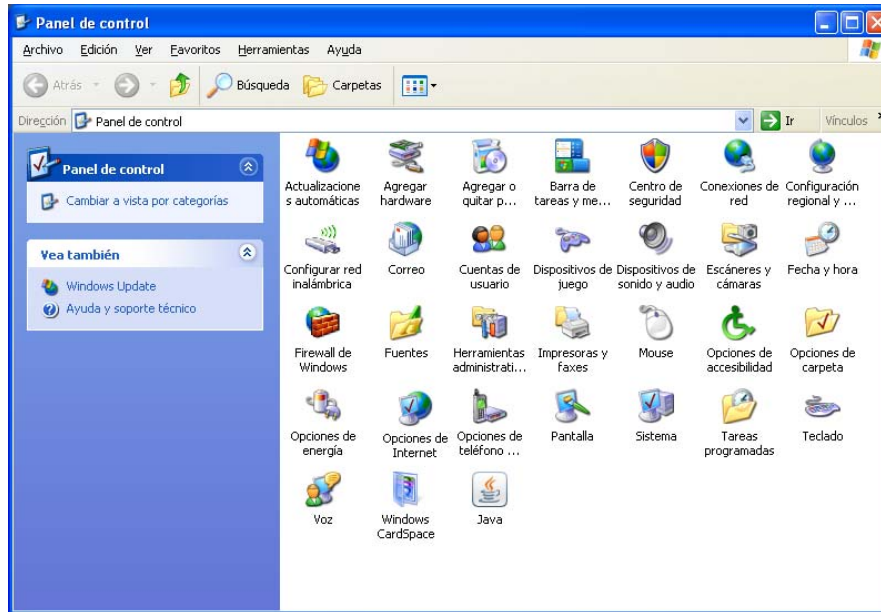 Panel de control
Archivo Edición Ver Favoritos Herramientas Ayuda
Atrás Búsqueda Carpetas
Dirección Panel de control Ir Vínculos
Panel de control
Cambiar a vista por categorías
Vea también
Windows Update
Ayuda y soporte técnico
Actualizacione
s automáticas
Agregar
hardware
Agregar o
quitar p...
Barra de
tareas y me...
Centro de
seguridad
Conexiones de
red
Configuración
regional y ...
Configurar red
inalámbrica
Correo
Cuentas de
usuario
Dispositivos de
juego
Dispositivos de
sonido y audio
Escáneres y
cámaras
Fecha y hora
Firewall de
Windows
Fuentes
Herramientas
administrati...
Impresoras y
faxes
Mouse
Opciones de
accesibilidad
Opciones de
carpeta
Opciones de
energía
Opciones de
Internet
Opciones de
teléfono ...
Pantalla
Sistema
Tareas
programadas
Teclado
Voz
Windows
CardSpace
Java